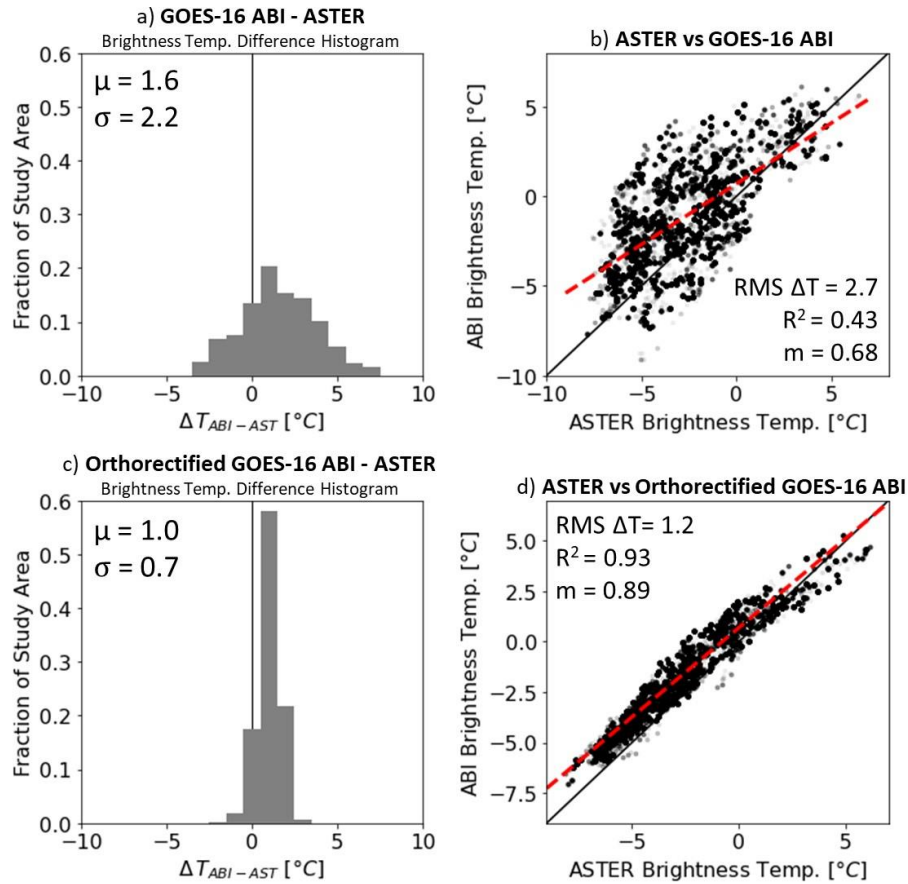 a) GOES-16 ABI - ASTER
Brightness Temp. Difference Histogram
0.6
0.5
0.4
0.3
0.2
0.1
0.0
Fraction of Study Area
μ = 1.6
σ = 2.2
−10
−5
0
5
10
ΔT_{ABI−AST} [°C]
b) ASTER vs GOES-16 ABI
5
0
−5
−10
ABI Brightness Temp. [°C]
RMS ΔT = 2.7
R² = 0.43
m = 0.68
−10
−5
0
5
ASTER Brightness Temp. [°C]
c) Orthorectified GOES-16 ABI - ASTER
Brightness Temp. Difference Histogram
0.6
0.5
0.4
0.3
0.2
0.1
0.0
Fraction of Study Area
μ = 1.0
σ = 0.7
−10
−5
0
5
10
ΔT_{ABI−AST} [°C]
d) ASTER vs Orthorectified GOES-16 ABI
5.0
2.5
0.0
−2.5
−5.0
−7.5
ABI Brightness Temp. [°C]
RMS ΔT= 1.2
R² = 0.93
m = 0.89
−5
0
5
ASTER Brightness Temp. [°C]